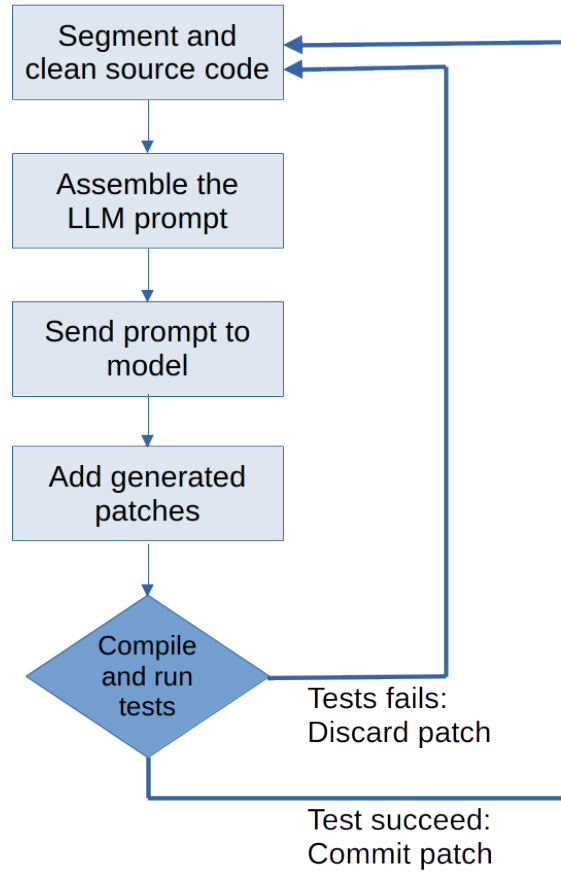 Segment and
clean source code
Assemble the
LLM prompt
Send prompt to
model
Add generated
patches
Compile
and run
tests
Tests fails:
Discard patch
Test succeed:
Commit patch